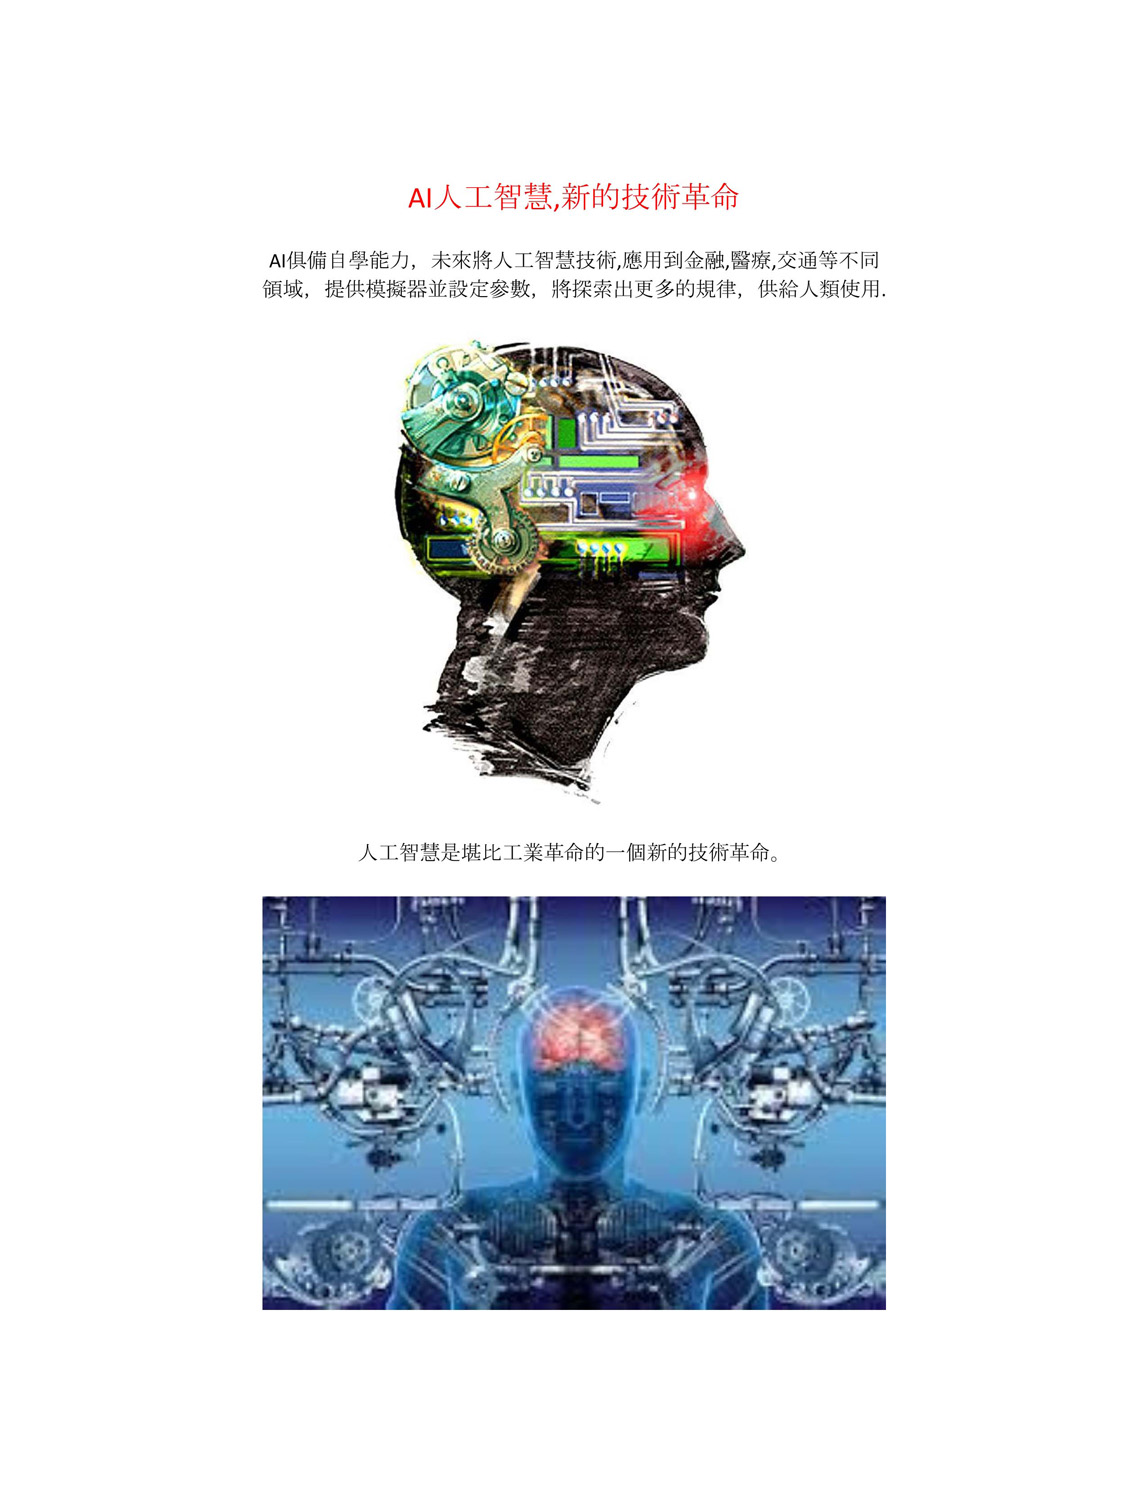 AI人工智慧,新的技術革命
AI俱備自學能力，未來將人工智慧技術,應用到金融,醫療,交通等不同
領域，提供模擬器並設定參數，將探索出更多的規律，供給人類使用.
人工智慧是堪比工業革命的一個新的技術革命。